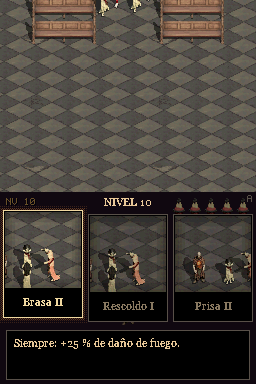 NV 10
NIVEL 10
A
Brasa II
Rescoldo I
Prisa II
Siempre: +25 % de daño de fuego.